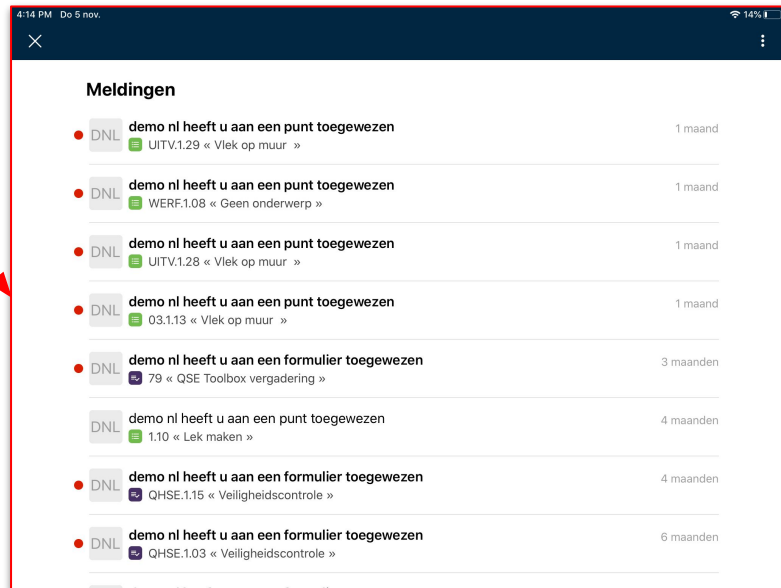 4:14 PM Do 5 nov. 14%
Meldingen
DNL demo nl heeft u aan een punt toegewezen 1 maand
UITV.1.29 « Vlek op muur »
DNL demo nl heeft u aan een punt toegewezen 1 maand
WERF.1.08 « Geen onderwerp »
DNL demo nl heeft u aan een punt toegewezen 1 maand
UITV.1.28 « Vlek op muur »
DNL demo nl heeft u aan een punt toegewezen 1 maand
03.1.13 « Vlek op muur »
DNL demo nl heeft u aan een formulier toegewezen 3 maanden
79 « QSE Toolbox vergadering »
DNL demo nl heeft u aan een punt toegewezen 4 maanden
1.10 « Lek maken »
DNL demo nl heeft u aan een formulier toegewezen 4 maanden
QHSE.1.15 « Veiligheidscontrole »
DNL demo nl heeft u aan een formulier toegewezen 6 maanden
QHSE.1.03 « Veiligheidscontrole »